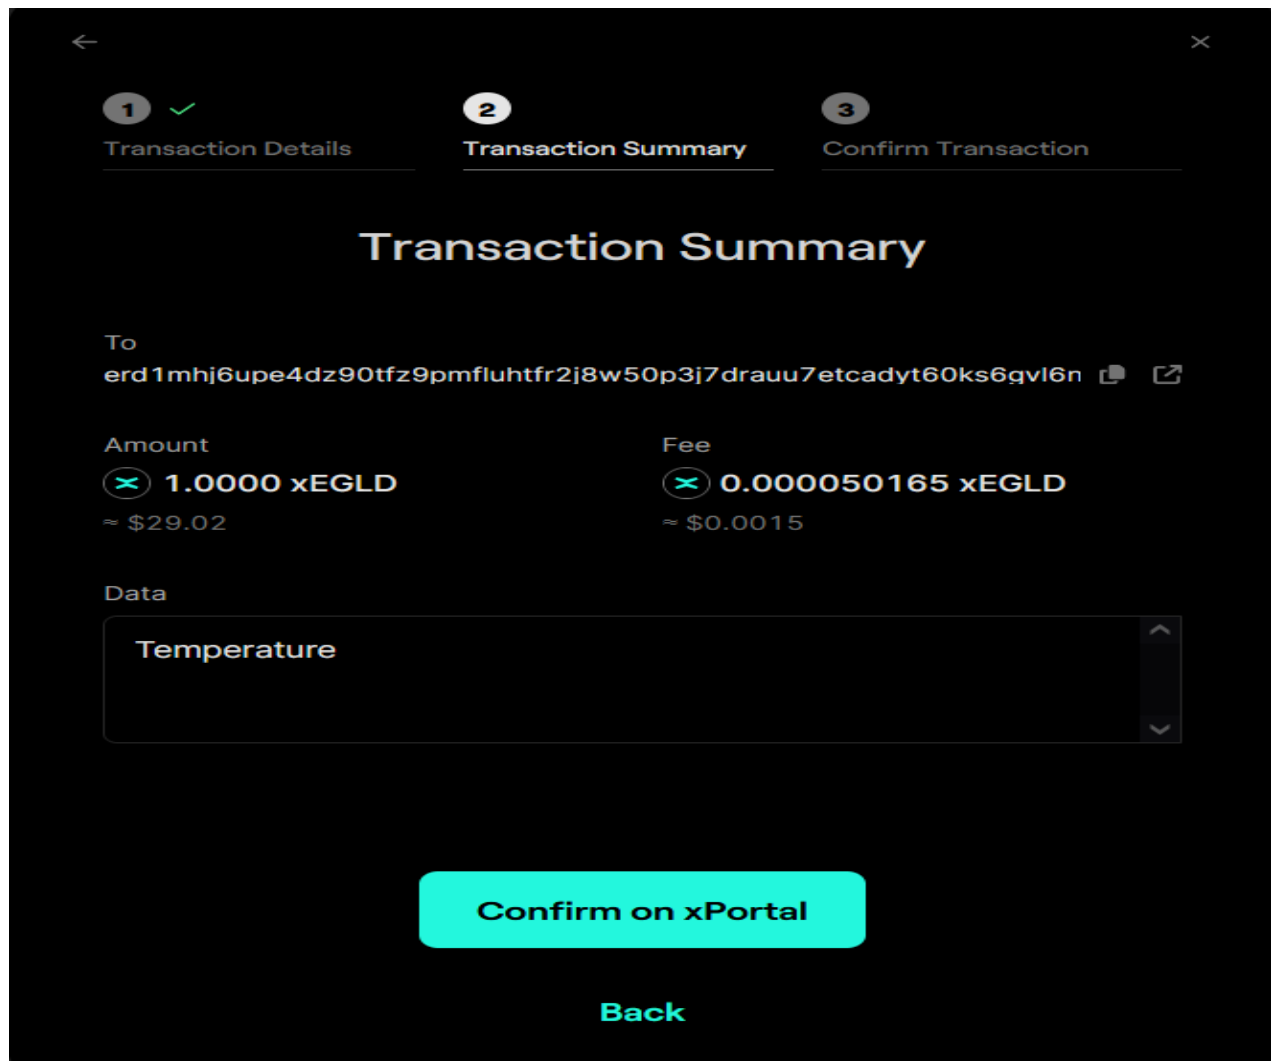 1
Transaction Details
2
Transaction Summary
3
Confirm Transaction
Transaction Summary
To
erd1mhj6upe4dz90tfz9pmfluhtfr2j8w50p3j7drauu7etcadyt60ks6gvl6n
Amount
1.0000 xEGLD
≈ $29.02
Fee
0.000050165 xEGLD
≈ $0.0015
Data
Temperature
Confirm on xPortal
Back